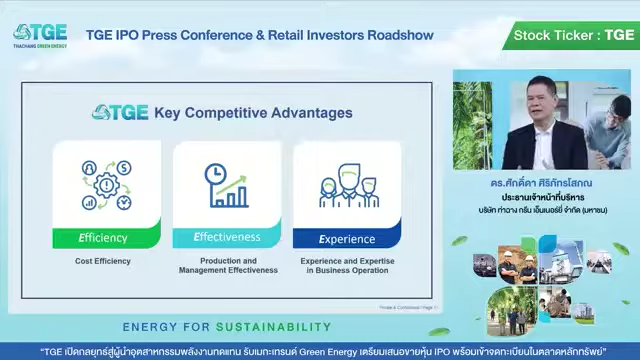 TGE
THACHANG GREEN ENERGY
TGE IPO Press Conference & Retail Investors Roadshow
Stock Ticker : TGE
TGE Key Competitive Advantages
Efficiency
Effectiveness
Experience
Cost Efficiency
Production and
Management Effectiveness
Experience and Expertise
in Business Operation
ดร.ศักดิ์ดา ศิริภัทรโสภณ
ประธานเจ้าหน้าที่บริหาร
บริษัท ท่าฉาง กรีน เอ็นเนอร์ยี่ จำกัด (มหาชน)
ENERGY FOR SUSTAINABILITY
“TGE เปิดกลยุทธ์สู่ผู้นำอุตสาหกรรมพลังงานทดแทน รับเมกะเทรนด์ Green Energy เตรียมเสนอขายหุ้น IPO พร้อมเข้าจดทะเบียนในตลาดหลักทรัพย์”